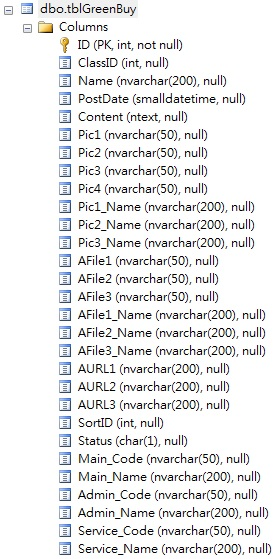 dbo.tblGreenBuy
Columns
ID (PK, int, not null)
ClassID (int, null)
Name (nvarchar(200), null)
PostDate (smalldatetime, null)
Content (ntext, null)
Pic1 (nvarchar(50), null)
Pic2 (nvarchar(50), null)
Pic3 (nvarchar(50), null)
Pic4 (nvarchar(50), null)
Pic1_Name (nvarchar(200), null)
Pic2_Name (nvarchar(200), null)
Pic3_Name (nvarchar(200), null)
AFile1 (nvarchar(50), null)
AFile2 (nvarchar(50), null)
AFile3 (nvarchar(50), null)
AFile1_Name (nvarchar(200), null)
AFile2_Name (nvarchar(200), null)
AFile3_Name (nvarchar(200), null)
AURL1 (nvarchar(200), null)
AURL2 (nvarchar(200), null)
AURL3 (nvarchar(200), null)
SortID (int, null)
Status (char(1), null)
Main_Code (nvarchar(50), null)
Main_Name (nvarchar(200), null)
Admin_Code (nvarchar(50), null)
Admin_Name (nvarchar(200), null)
Service_Code (nvarchar(50), null)
Service_Name (nvarchar(200), null)